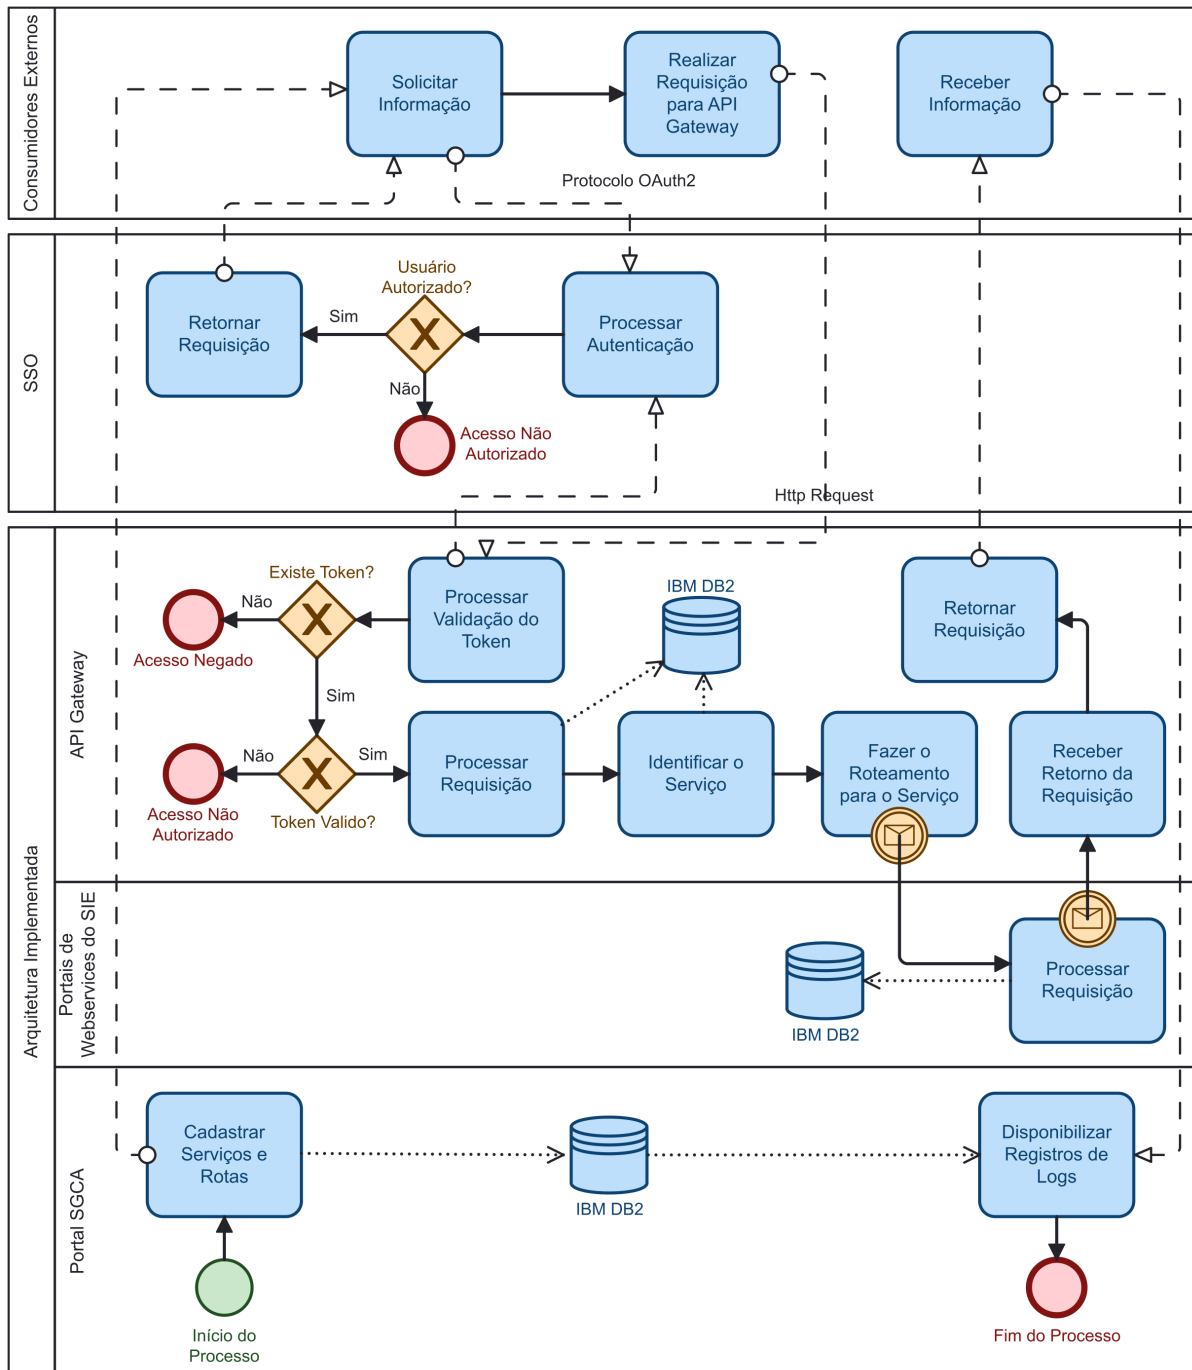 Consumidores Externos
Solicitar
Informação
Realizar
Requisição
para API
Gateway
Receber
Informação
Protocolo OAuth2
SSO
Retornar
Requisição
Usuário
Autorizado?
Sim
Não
Processar
Autenticação
Acesso Não
Autorizado
Http Request
Arquitetura Implementada
API Gateway
Existe Token?
Não
Acesso Negado
Sim
Processar
Validação do
Token
IBM DB2
Retornar
Requisição
Não
Acesso Não
Autorizado
Sim
Token Valido?
Processar
Requisição
Identificar o
Serviço
Fazer o
Roteamento
para o Serviço
Receber
Retorno da
Requisição
Portais de
Webservices do SIE
IBM DB2
Processar
Requisição
Portal SGCA
Cadastrar
Serviços e
Rotas
IBM DB2
Disponibilizar
Registros de
Logs
Início do
Processo
Fim do Processo